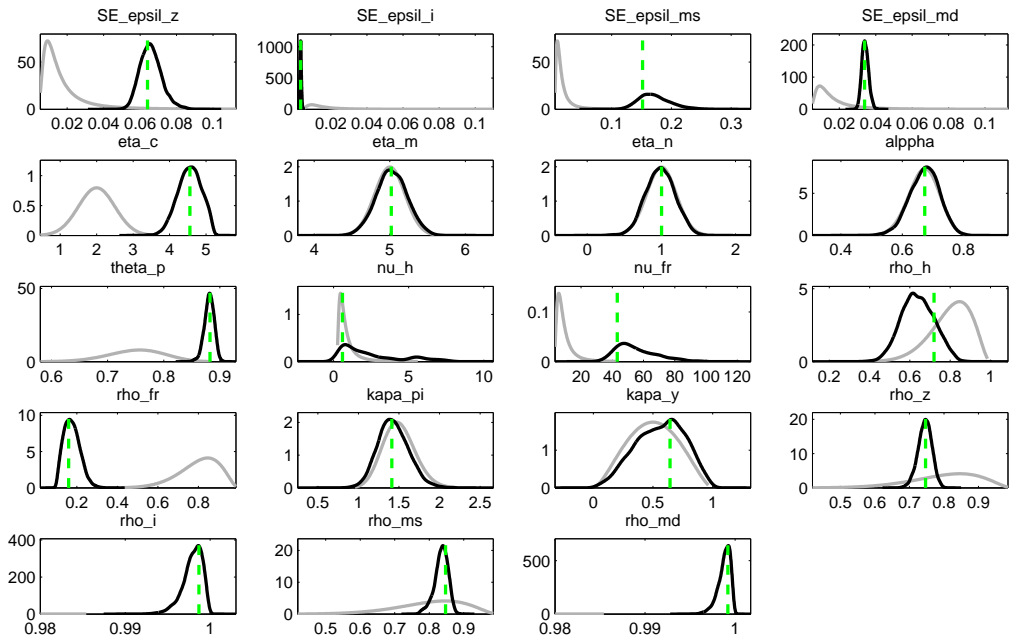 SE_epsil_z SE_epsil_i SE_epsil_ms SE_epsil_md
50
0
0.02 0.04 0.06 0.08 0.1
1000
500
0
0.02 0.04 0.06 0.08 0.1
50
0
0.1 0.2 0.3
200
100
0
0.02 0.04 0.06 0.08 0.1
eta_c eta_m eta_n alppha
1
0.5
0
1 2 3 4 5
2
1
0
4 5 6
2
1
0
0 1 2
5
0
0.4 0.6 0.8
theta_p nu_h nu_fr rho_h
50
0
0.6 0.7 0.8 0.9
1
0
0 5 10
0.1
0
20 40 60 80 100 120
5
0
0.2 0.4 0.6 0.8 1
rho_fr kapa_pi kapa_y rho_z
10
5
0
0.2 0.4 0.6 0.8
2
1
0
0.5 1 1.5 2 2.5
1
0
0 0.5 1
20
10
0
0.5 0.6 0.7 0.8 0.9
rho_i rho_ms rho_md
400
200
0
0.98 0.99 1
20
10
0
0.5 0.6 0.7 0.8 0.9
500
0
0.98 0.99 1